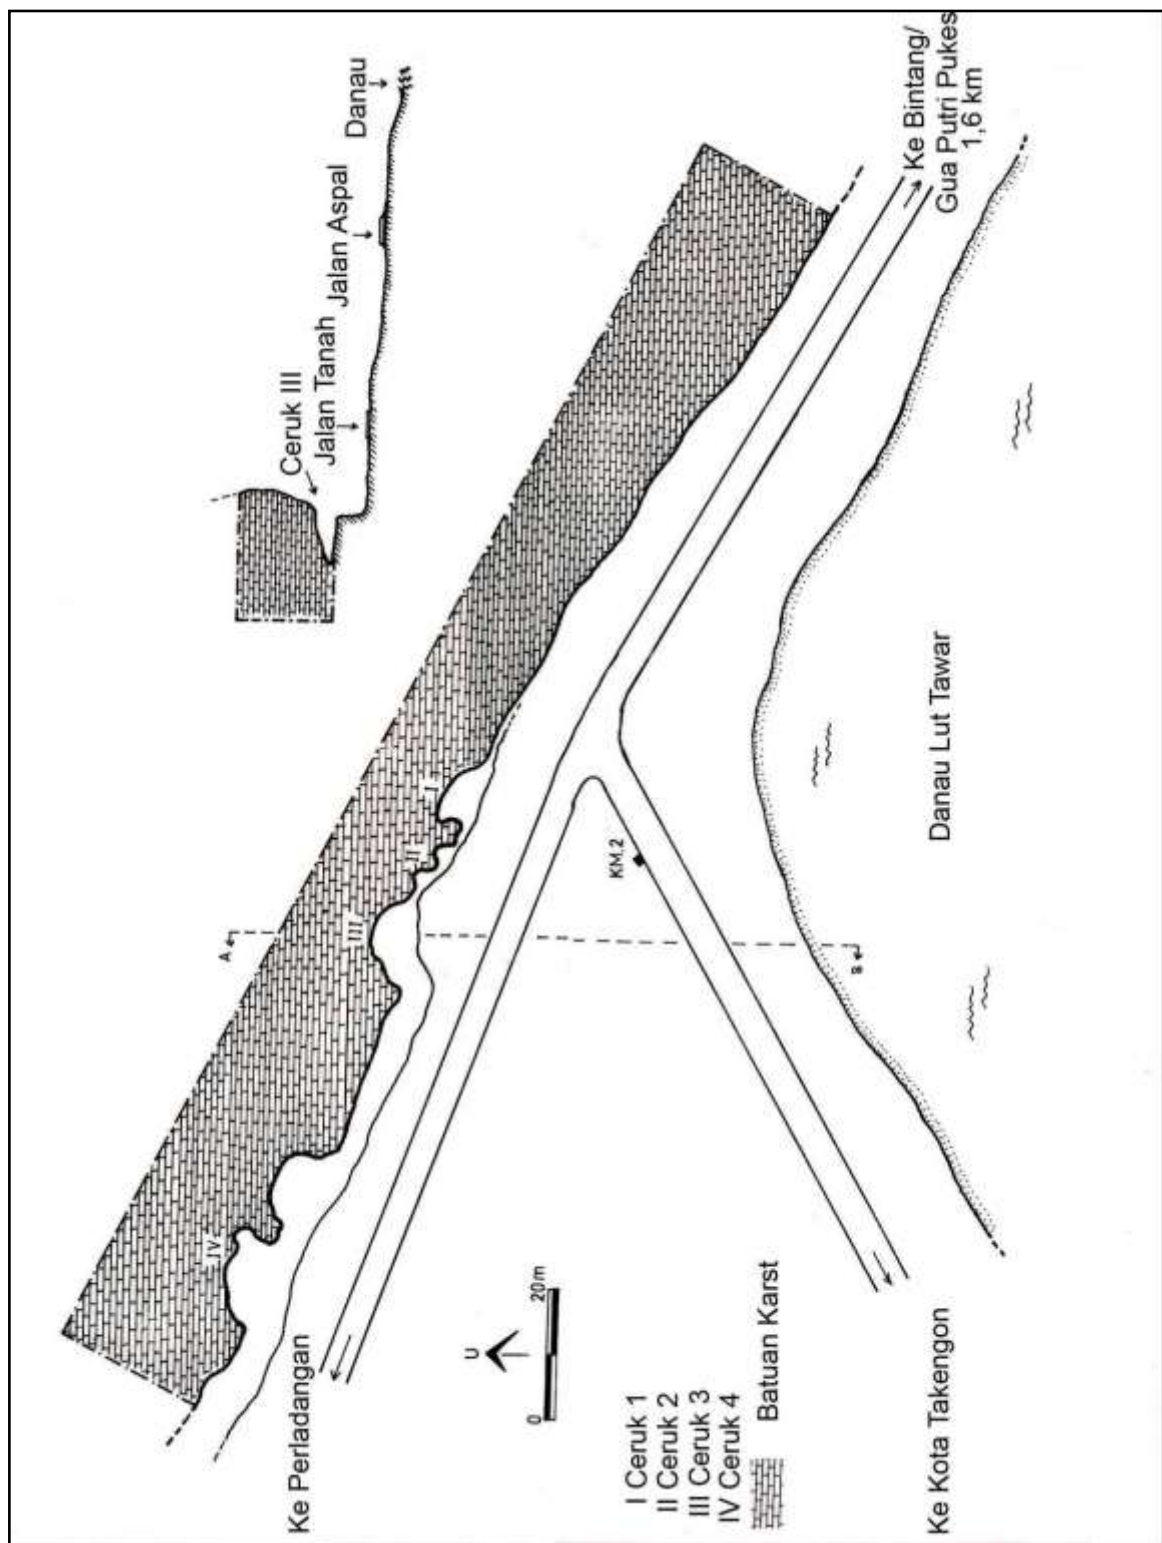 Ceruk III
Jalan Tanah
Jalan Aspal
Danau
A
I
II
III
IV
KM.2
B
Ke Bintang/
Gua Putri Pukes
1,6 km
Danau Lut Tawar
Ke Perladangan
U
0 20m
I Ceruk 1
II Ceruk 2
III Ceruk 3
IV Ceruk 4
Batuan Karst
Ke Kota Takengon